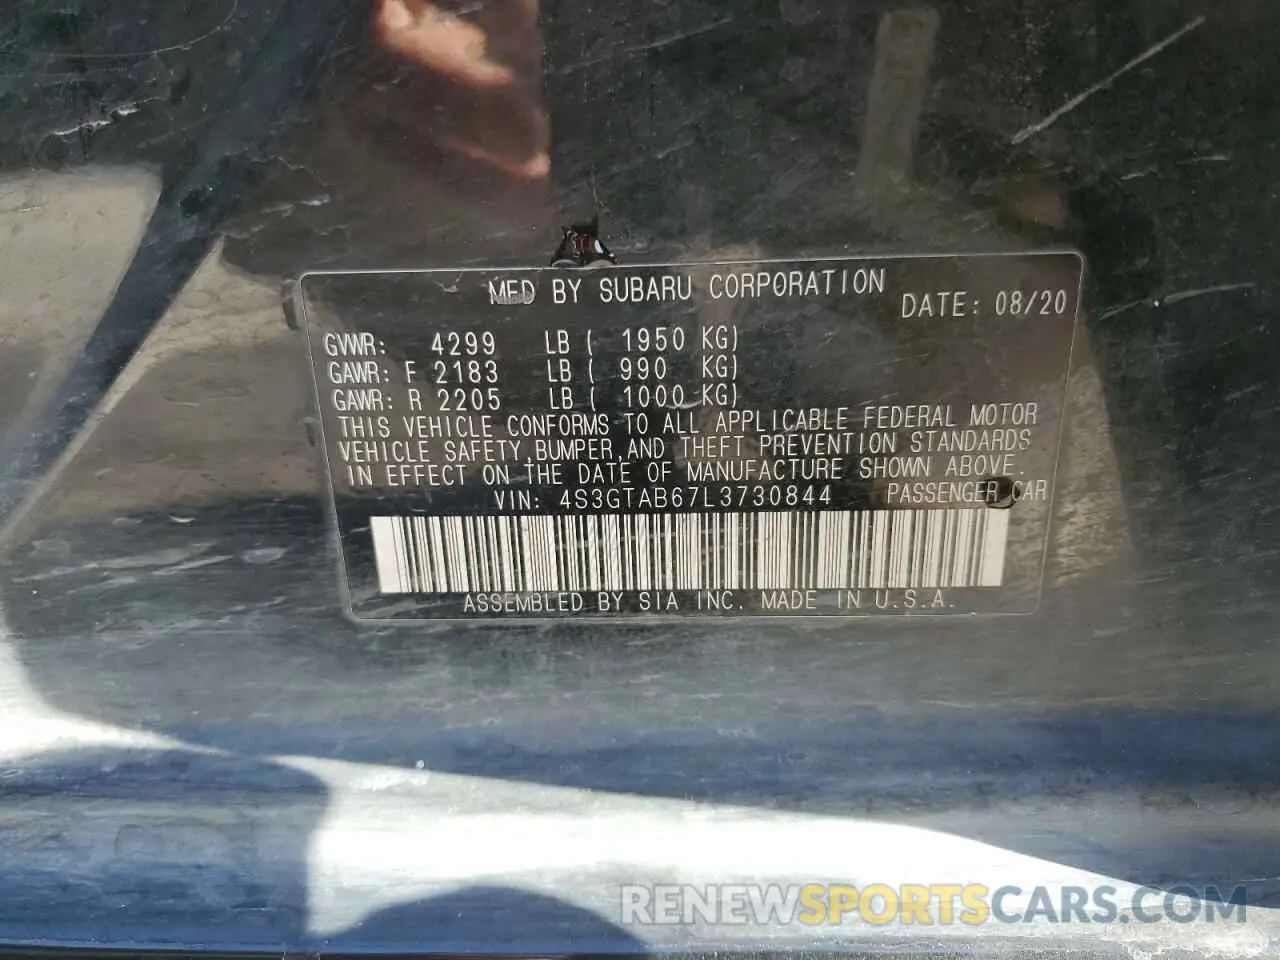 MFD BY SUBARU CORPORATION
DATE: 08/20
GVWR: 4299 LB ( 1950 KG)
GAWR: F 2183 LB ( 990 KG)
GAWR: R 2205 LB ( 1000 KG)
THIS VEHICLE CONFORMS TO ALL APPLICABLE FEDERAL MOTOR
VEHICLE SAFETY, BUMPER, AND THEFT PREVENTION STANDARDS
IN EFFECT ON THE DATE OF MANUFACTURE SHOWN ABOVE.
VIN: 4S3GTAB67L3730844 PASSENGER CAR
ASSEMBLED BY SIA INC. MADE IN U.S.A.
RENEWSPORTSCARS.COM